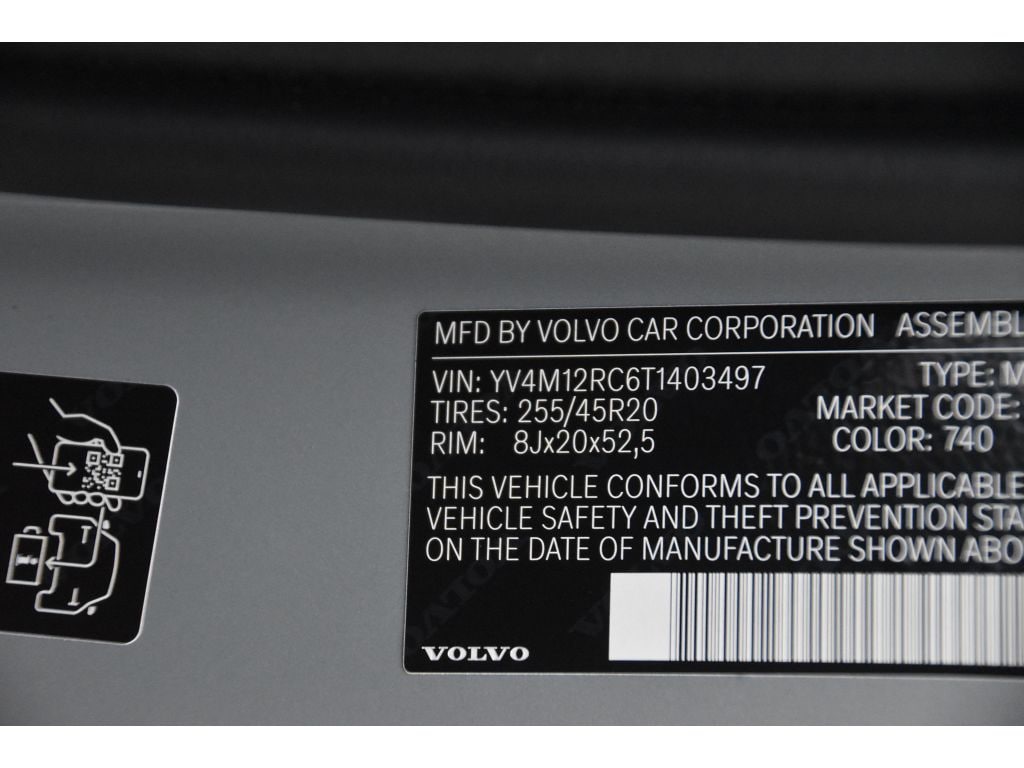 MFD BY VOLVO CAR CORPORATION ASSEMBL
VIN: YV4M12RC6T1403497 TYPE: M
TIRES: 255/45R20 MARKET CODE:
RIM: 8Jx20x52,5 COLOR: 740
THIS VEHICLE CONFORMS TO ALL APPLICABLE
VEHICLE SAFETY AND THEFT PREVENTION STA
ON THE DATE OF MANUFACTURE SHOWN ABO
VOLVO